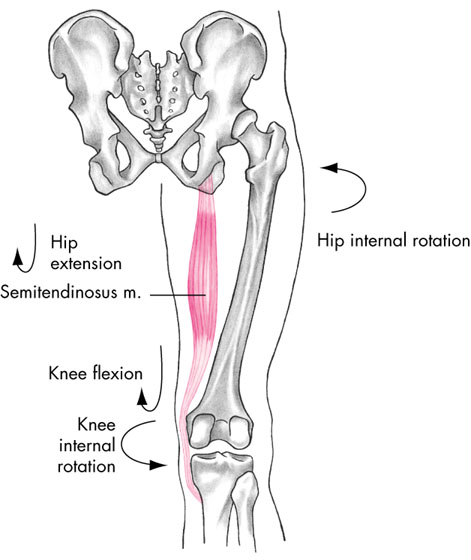 Hip internal rotation
Hip
extension
Semitendinosus m.
Knee flexion
Knee
internal
rotation